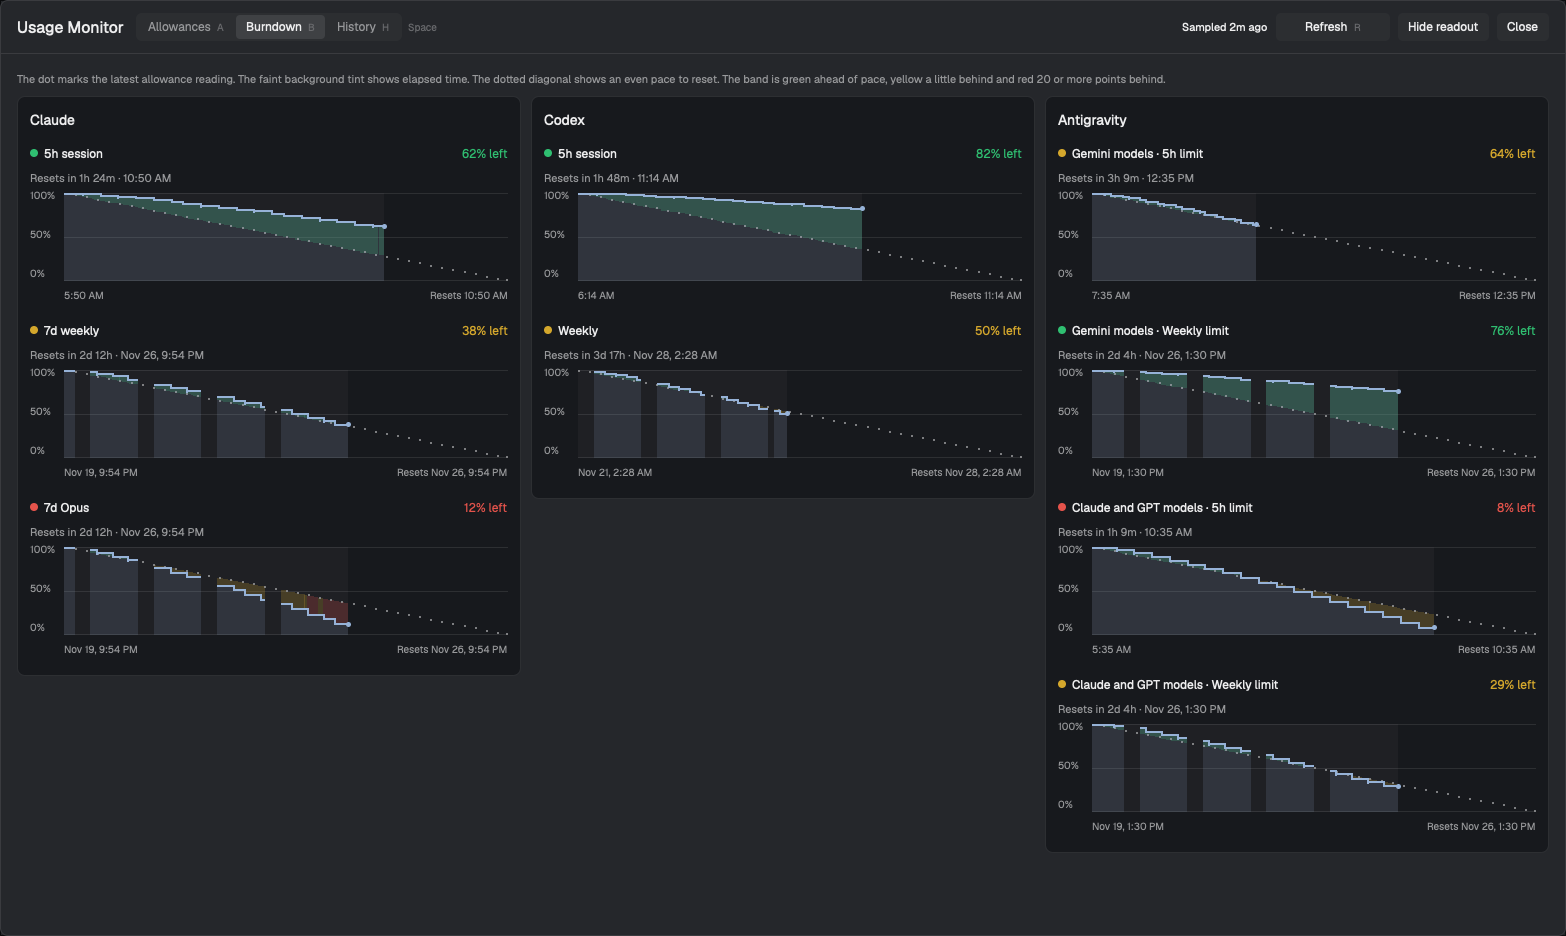 Usage Monitor
Allowances A
Burndown B
History H
Space
Sampled 2m ago
Refresh R
Hide readout
Close
The dot marks the latest allowance reading. The faint background tint shows elapsed time. The dotted diagonal shows an even pace to reset. The band is green ahead of pace, yellow a little behind and red 20 or more points behind.
Claude
5h session 62% left
Resets in 1h 24m · 10:50 AM
100%
50%
0%
5:50 AM Resets 10:50 AM
7d weekly 38% left
Resets in 2d 12h · Nov 26, 9:54 PM
100%
50%
0%
Nov 19, 9:54 PM Resets Nov 26, 9:54 PM
7d Opus 12% left
Resets in 2d 12h · Nov 26, 9:54 PM
100%
50%
0%
Nov 19, 9:54 PM Resets Nov 26, 9:54 PM
Codex
5h session 82% left
Resets in 1h 48m · 11:14 AM
100%
50%
0%
6:14 AM Resets 11:14 AM
Weekly 50% left
Resets in 3d 17h · Nov 28, 2:28 AM
100%
50%
0%
Nov 21, 2:28 AM Resets Nov 28, 2:28 AM
Antigravity
Gemini models · 5h limit 64% left
Resets in 3h 9m · 12:35 PM
100%
50%
0%
7:35 AM Resets 12:35 PM
Gemini models · Weekly limit 76% left
Resets in 2d 4h · Nov 26, 1:30 PM
100%
50%
0%
Nov 19, 1:30 PM Resets Nov 26, 1:30 PM
Claude and GPT models · 5h limit 8% left
Resets in 1h 9m · 10:35 AM
100%
50%
0%
5:35 AM Resets 10:35 AM
Claude and GPT models · Weekly limit 29% left
Resets in 2d 4h · Nov 26, 1:30 PM
100%
50%
0%
Nov 19, 1:30 PM Resets Nov 26, 1:30 PM